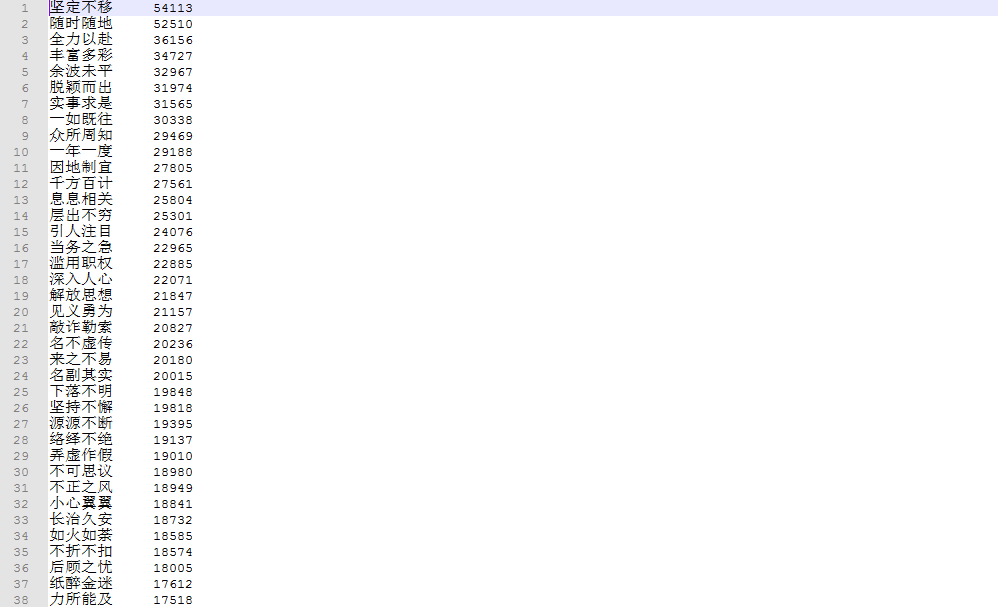 1 坚定不移 54113
2 随时随地 52510
3 全力以赴 36156
4 丰富多彩 34727
5 余波未平 32967
6 脱颖而出 31974
7 实事求是 31565
8 一如既往 30338
9 众所周知 29469
10 一年一度 29188
11 因地制宜 27805
12 千方百计 27561
13 息息相关 25804
14 层出不穷 25301
15 引人注目 24076
16 当务之急 22965
17 滥用职权 22885
18 深入人心 22071
19 解放思想 21847
20 见义勇为 21157
21 敲诈勒索 20827
22 名不虚传 20236
23 来之不易 20180
24 名副其实 20015
25 下落不明 19848
26 坚持不懈 19818
27 源源不断 19395
28 络绎不绝 19137
29 弄虚作假 19010
30 不可思议 18980
31 不正之风 18949
32 小心翼翼 18841
33 长治久安 18732
34 如火如荼 18585
35 不折不扣 18574
36 后顾之忧 18005
37 纸醉金迷 17612
38 力所能及 17518